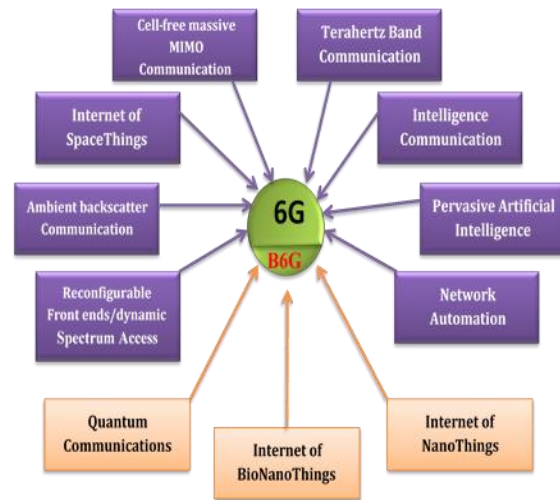 Cell-free massive
MIMO
Communication
Terahertz Band
Communication
Internet of
SpaceThings
Intelligence
Communication
Ambient backscatter
Communication
6G
B6G
Pervasive Artificial
Intelligence
Reconfigurable
Front ends/dynamic
Spectrum Access
Network
Automation
Quantum
Communications
Internet of
BioNanoThings
Internet of
NanoThings